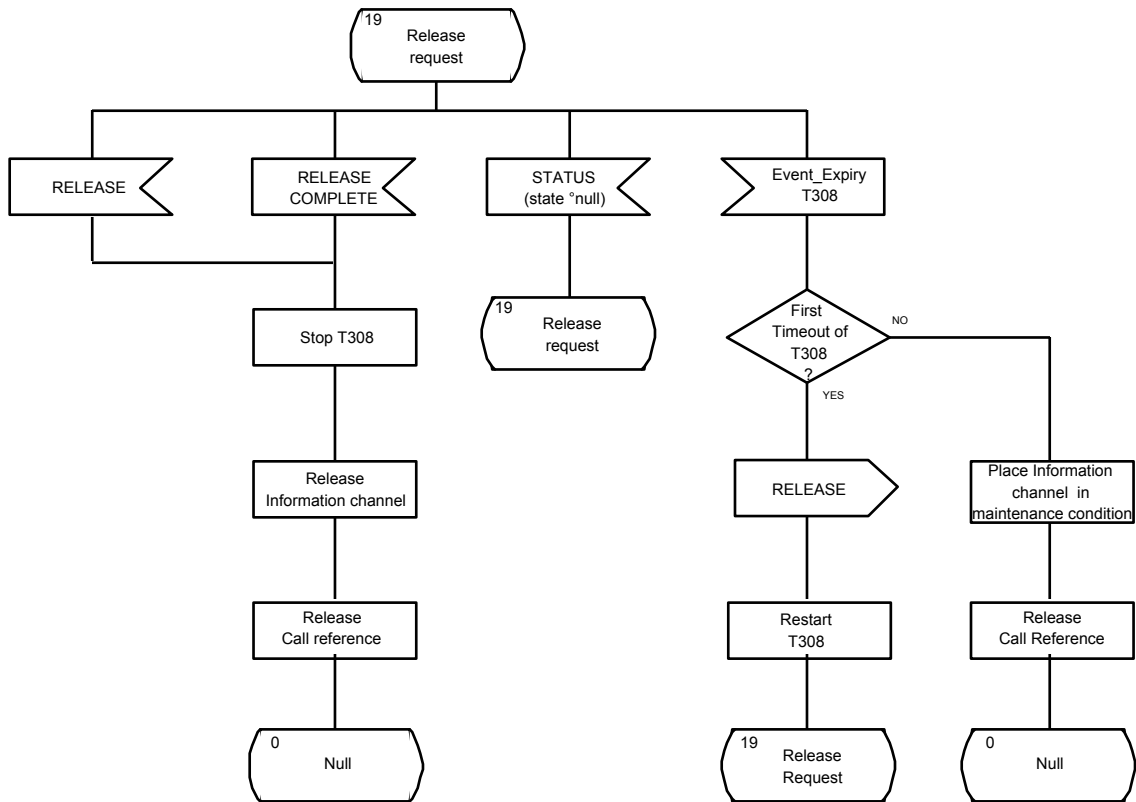 19
Release
request
RELEASE
RELEASE
COMPLETE
STATUS
(state °null)
Event_Expiry
T308
Stop T308
19
Release
request
First
Timeout of
T308
?
NO
YES
Release
Information channel
RELEASE
Place Information
channel in
maintenance condition
Release
Call reference
Restart
T308
Release
Call Reference
0
Null
19
Release
Request
0
Null